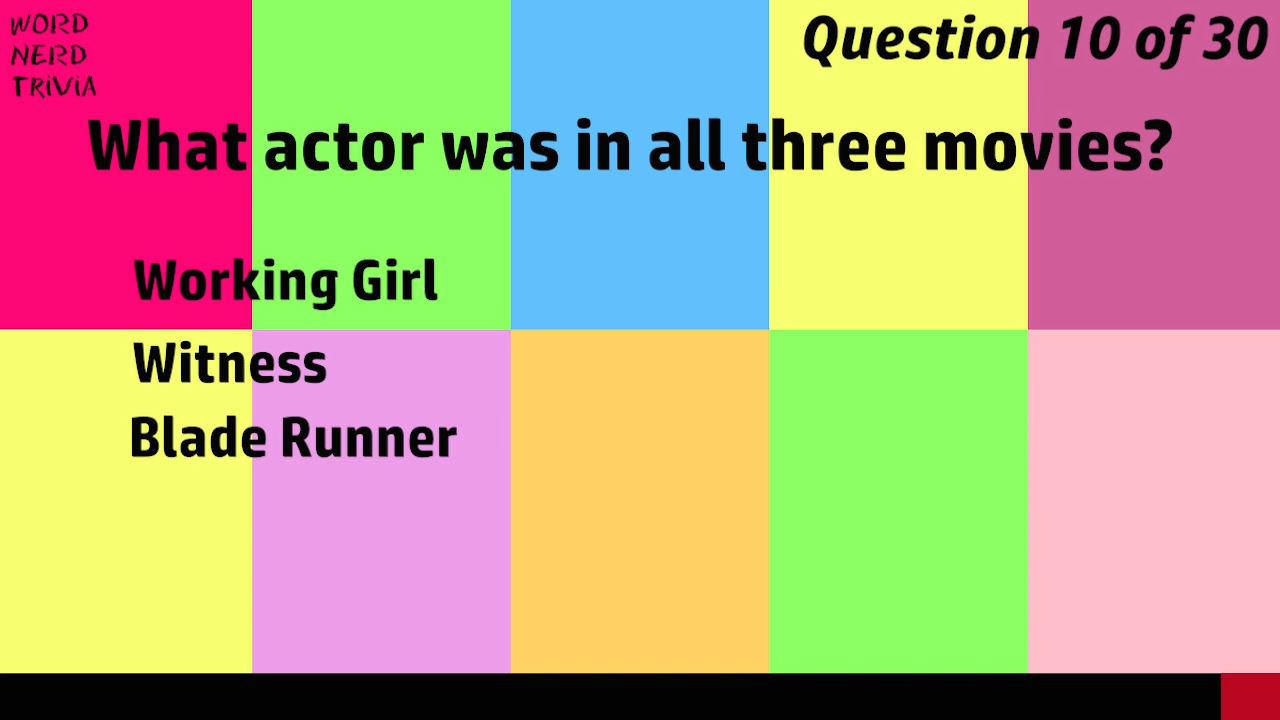 WORD
NERD
TRiViA
Question 10 of 30
What actor was in all three movies?
Working Girl
Witness
Blade Runner